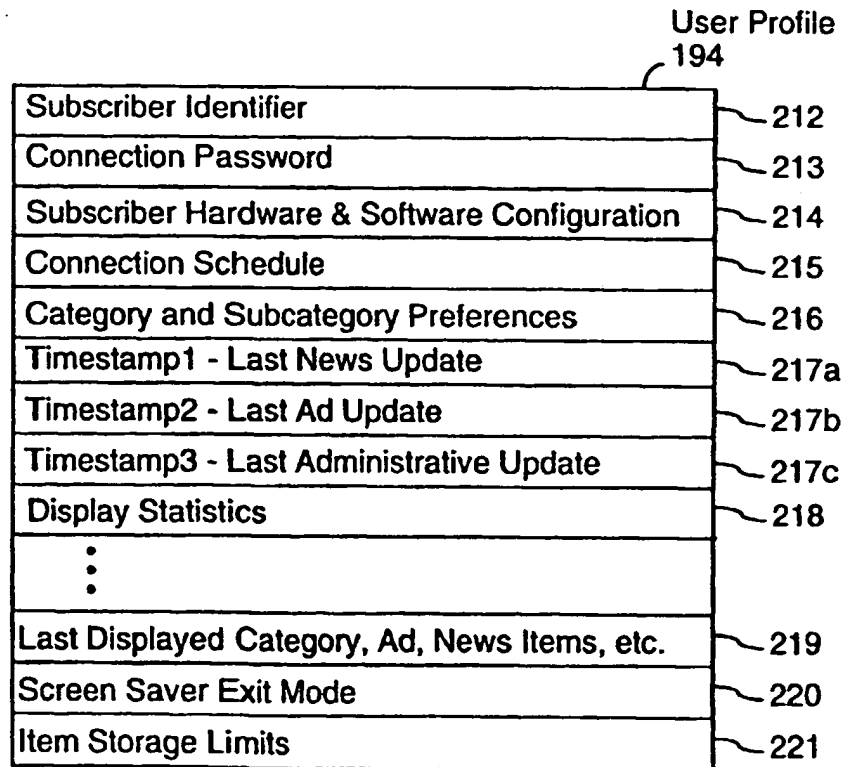 User Profile
194
Subscriber Identifier 212
Connection Password 213
Subscriber Hardware & Software Configuration 214
Connection Schedule 215
Category and Subcategory Preferences 216
Timestamp1 - Last News Update 217a
Timestamp2 - Last Ad Update 217b
Timestamp3 - Last Administrative Update 217c
Display Statistics 218
Last Displayed Category, Ad, News Items, etc. 219
Screen Saver Exit Mode 220
Item Storage Limits 221